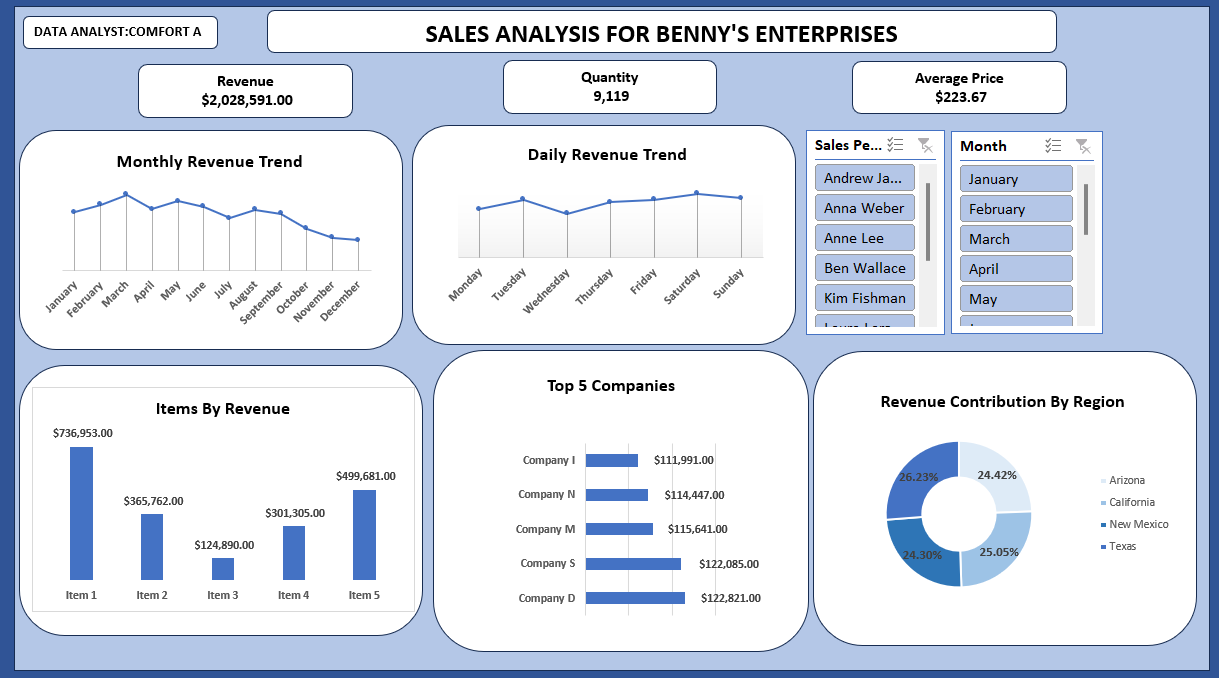 DATA ANALYST:COMFORT A
SALES ANALYSIS FOR BENNY'S ENTERPRISES
Revenue
$2,028,591.00
Quantity
9,119
Average Price
$223.67
Monthly Revenue Trend
January
February
March
April
May
June
July
August
September
October
November
December
Daily Revenue Trend
Monday
Tuesday
Wednesday
Thursday
Friday
Saturday
Sunday
Sales Pe...
Andrew Ja...
Anna Weber
Anne Lee
Ben Wallace
Kim Fishman
Month
January
February
March
April
May
Items By Revenue
$736,953.00
$365,762.00
$124,890.00
$301,305.00
$499,681.00
Item 1
Item 2
Item 3
Item 4
Item 5
Top 5 Companies
Company I
$111,991.00
Company N
$114,447.00
Company M
$115,641.00
Company S
$122,085.00
Company D
$122,821.00
Revenue Contribution By Region
26.23%
24.42%
24.30%
25.05%
Arizona
California
New Mexico
Texas